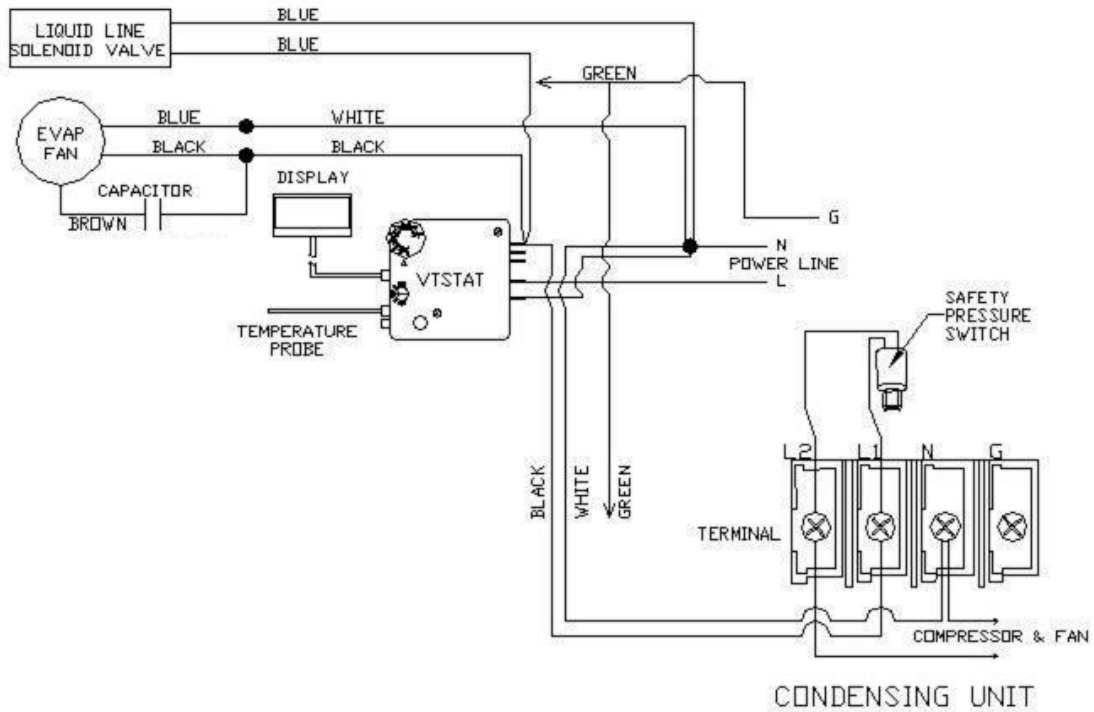 BLUE
LIQUID LINE
SOLENOID VALVE
BLUE
GREEN
BLUE
WHITE
EVAP
FAN
BLACK
BLACK
CAPACITOR
DISPLAY
BROWN
G
N
POWER LINE
VTSTAT
L
TEMPERATURE
PROBE
SAFETY
PRESSURE
SWITCH
L2
L1
N
G
BLACK
WHITE
GREEN
TERMINAL
COMPRESSOR & FAN
CONDENSING UNIT